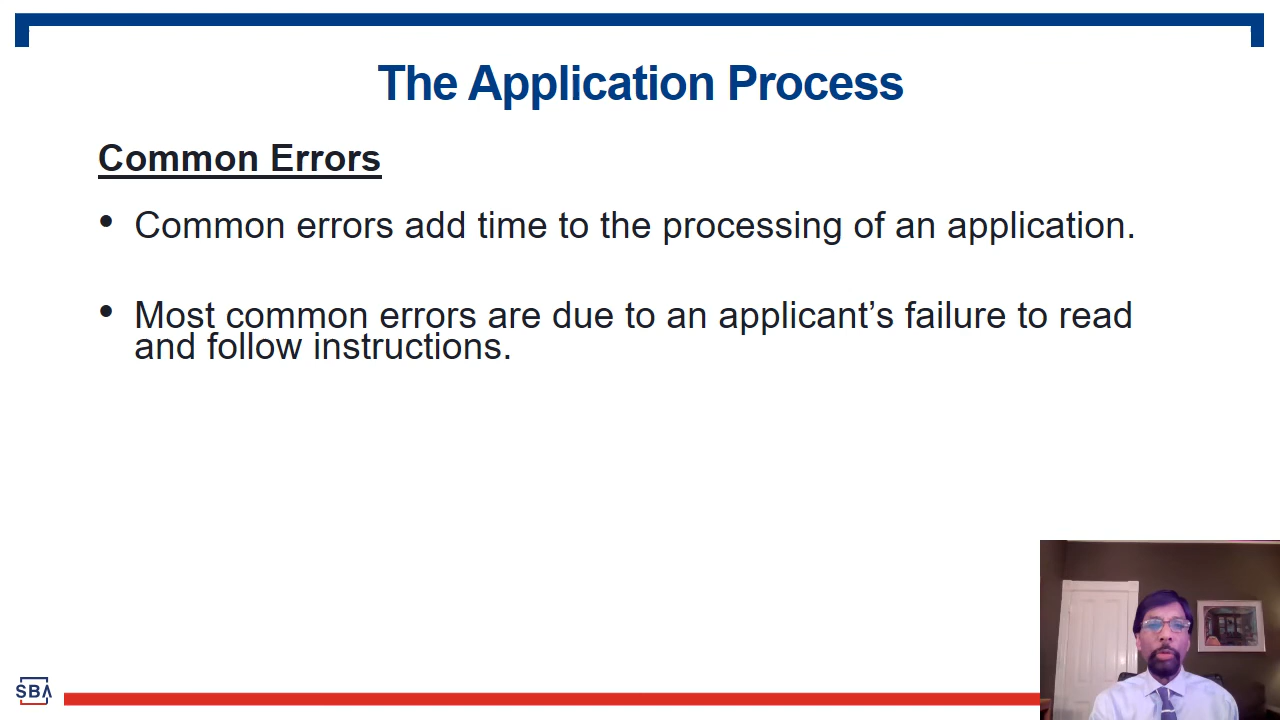 The Application Process
Common Errors
• Common errors add time to the processing of an application.
• Most common errors are due to an applicant’s failure to read
and follow instructions.
SBA